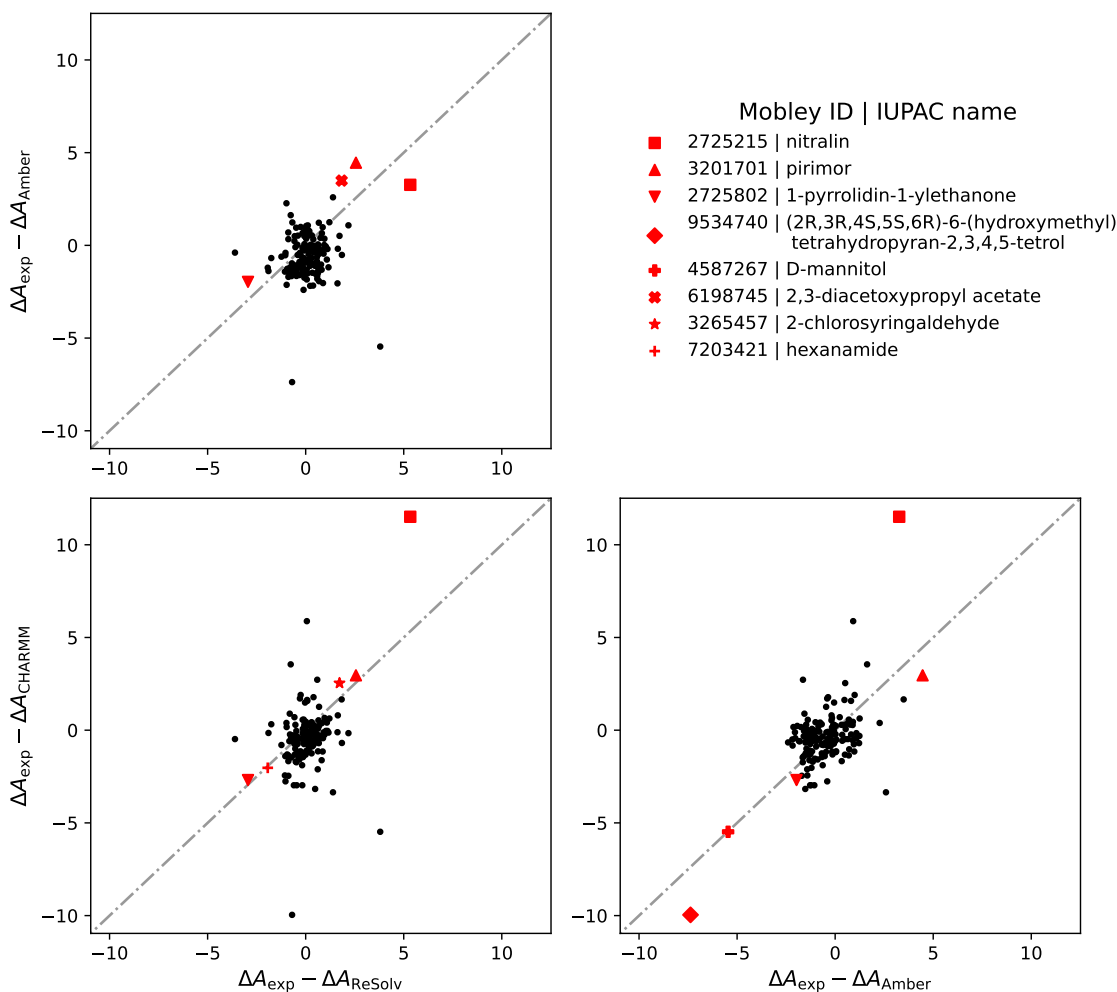 10
5
0
−5
−10
ΔA_exp − ΔA_Amber
−10 −5 0 5 10
Mobley ID | IUPAC name
2725215 | nitralin
3201701 | pirimor
2725802 | 1-pyrrolidin-1-ylethanone
9534740 | (2R,3R,4S,5S,6R)-6-(hydroxymethyl)
tetrahydropyran-2,3,4,5-tetrol
4587267 | D-mannitol
6198745 | 2,3-diacetoxypropyl acetate
3265457 | 2-chlorosyringaldehyde
7203421 | hexanamide
10
5
0
−5
−10
ΔA_exp − ΔA_CHARMM
−10 −5 0 5 10
ΔA_exp − ΔA_ReSolv
10
5
0
−5
−10
−10 −5 0 5 10
ΔA_exp − ΔA_Amber